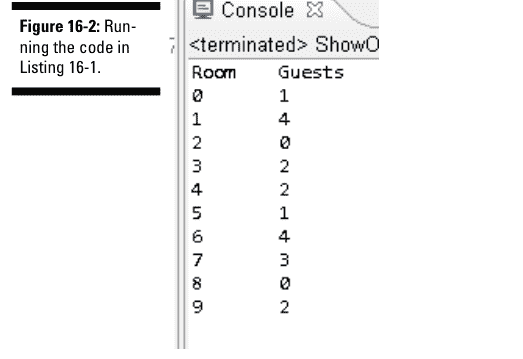 Figure 16-2: Run-
ning the code in
Listing 16-1.
Console
<terminated> ShowO
Room Guests
0 1
1 4
2 0
3 2
4 2
5 1
6 4
7 3
8 0
9 2